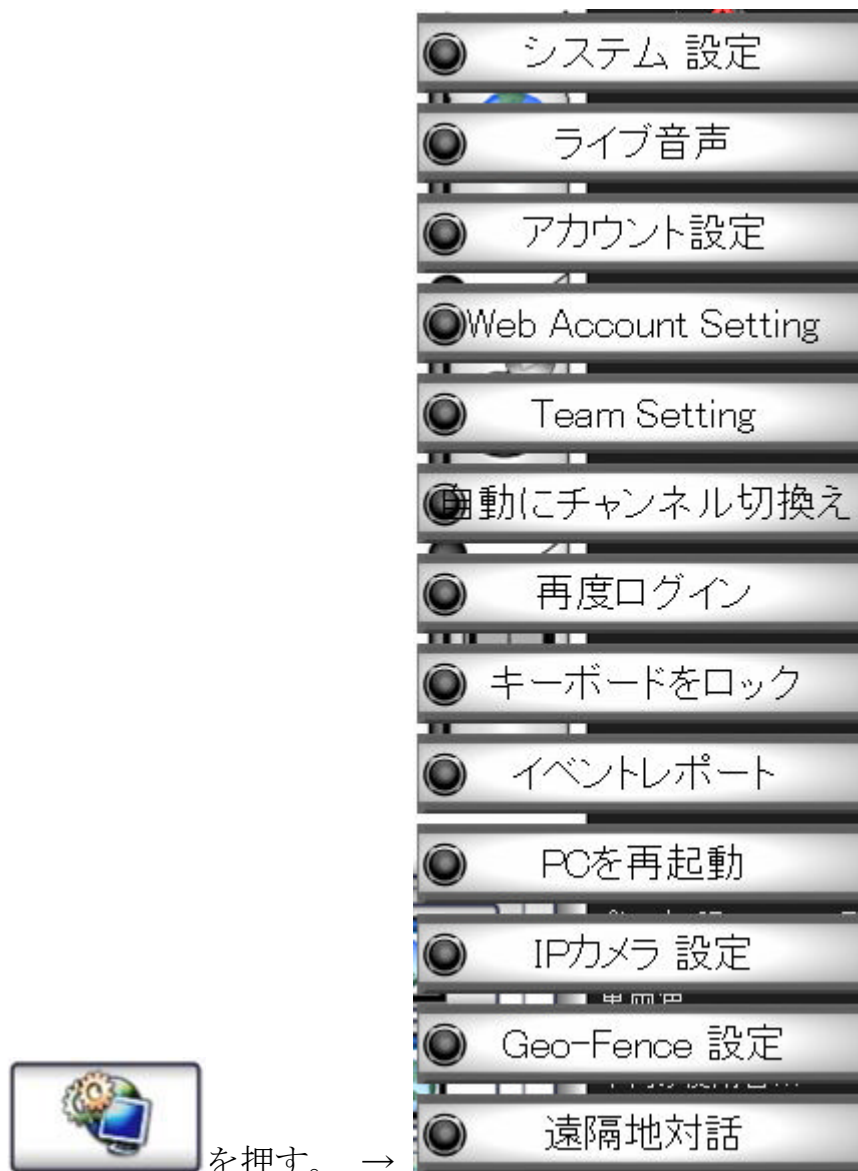 システム 設定
ライブ音声
アカウント設定
Web Account Setting
Team Setting
自動にチャンネル切換え
再度ログイン
キーボードをロック
イベントレポート
PCを再起動
IPカメラ 設定
Geo-Fence 設定
遠隔地対話
を押す。 →